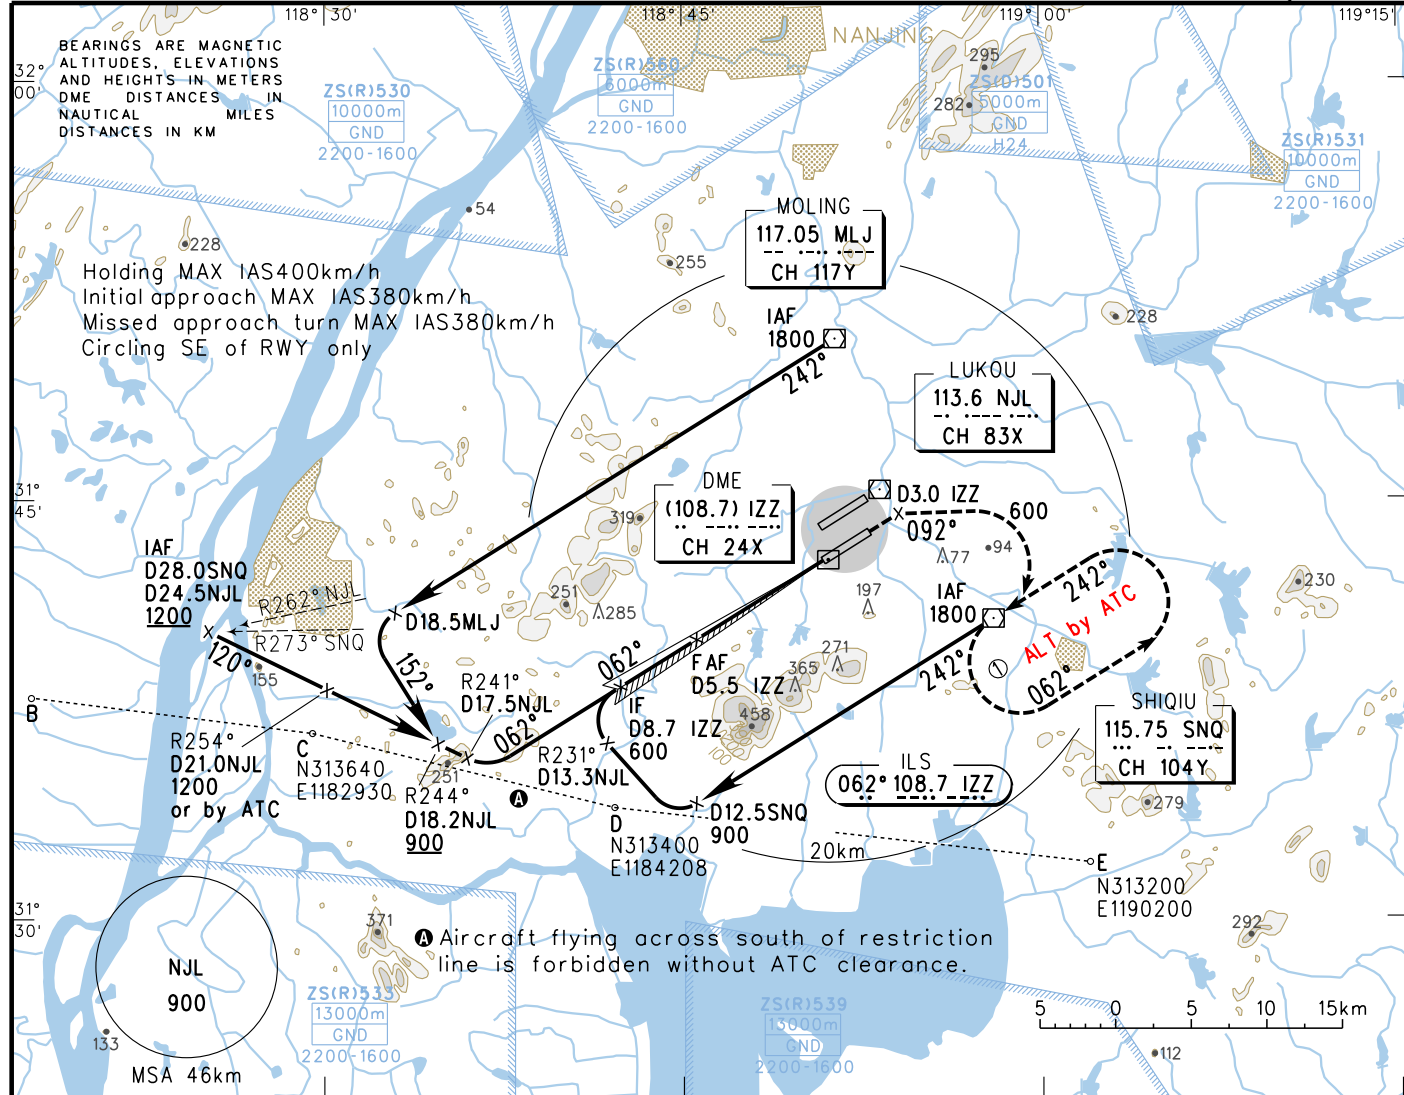 118° 30'
118° 45'
119° 00'
119° 15'
BEARINGS ARE MAGNETIC
ALTITUDES, ELEVATIONS
AND HEIGHTS IN METERS
DME DISTANCES IN
NAUTICAL MILES
DISTANCES IN KM
32°
00'
NANJING
ZS(R)530
10000m
GND
2200-1600
ZS(R)560
6000m
GND
2200-1600
295
ZS(D)501
282
5000m
GND
H24
ZS(R)531
10000m
GND
2200-1600
54
228
255
MOLING
117.05 MLJ
CH 117Y
Holding MAX IAS400km/h
Initial approach MAX IAS380km/h
Missed approach turn MAX IAS380km/h
Circling SE of RWY only
IAF
1800
242°
228
LUKOU
113.6 NJL
CH 83X
DME
(108.7) IZZ
CH 24X
31°
45'
319
D3.0 IZZ
092°
600
94
77
IAF
D28.0SNQ
D24.5NJL
1200
R262° NJL
R273° SNQ
120°
155
251
285
197
IAF
1800
242°
ALT by ATC
062°
230
D18.5MLJ
152°
062°
FAF
D5.5 IZZ
365
271
242°
1
R241°
D17.5NJL
062°
IF
D8.7 IZZ
600
458
SHIQIU
115.75 SNQ
CH 104Y
B
C
N313640
E1182930
R254°
D21.0NJL
1200
or by ATC
251
R244°
D18.2NJL
900
A
R231°
D13.3NJL
ILS
062° 108.7 IZZ
279
D12.5SNQ
900
D
N313400
E1184208
20km
E
N313200
E1190200
31°
30'
371
292
A Aircraft flying across south of restriction
line is forbidden without ATC clearance.
NJL
900
MSA 46km
133
ZS(R)533
13000m
GND
2200-1600
ZS(R)539
13000m
GND
2200-1600
5 0 5 10 15km
112